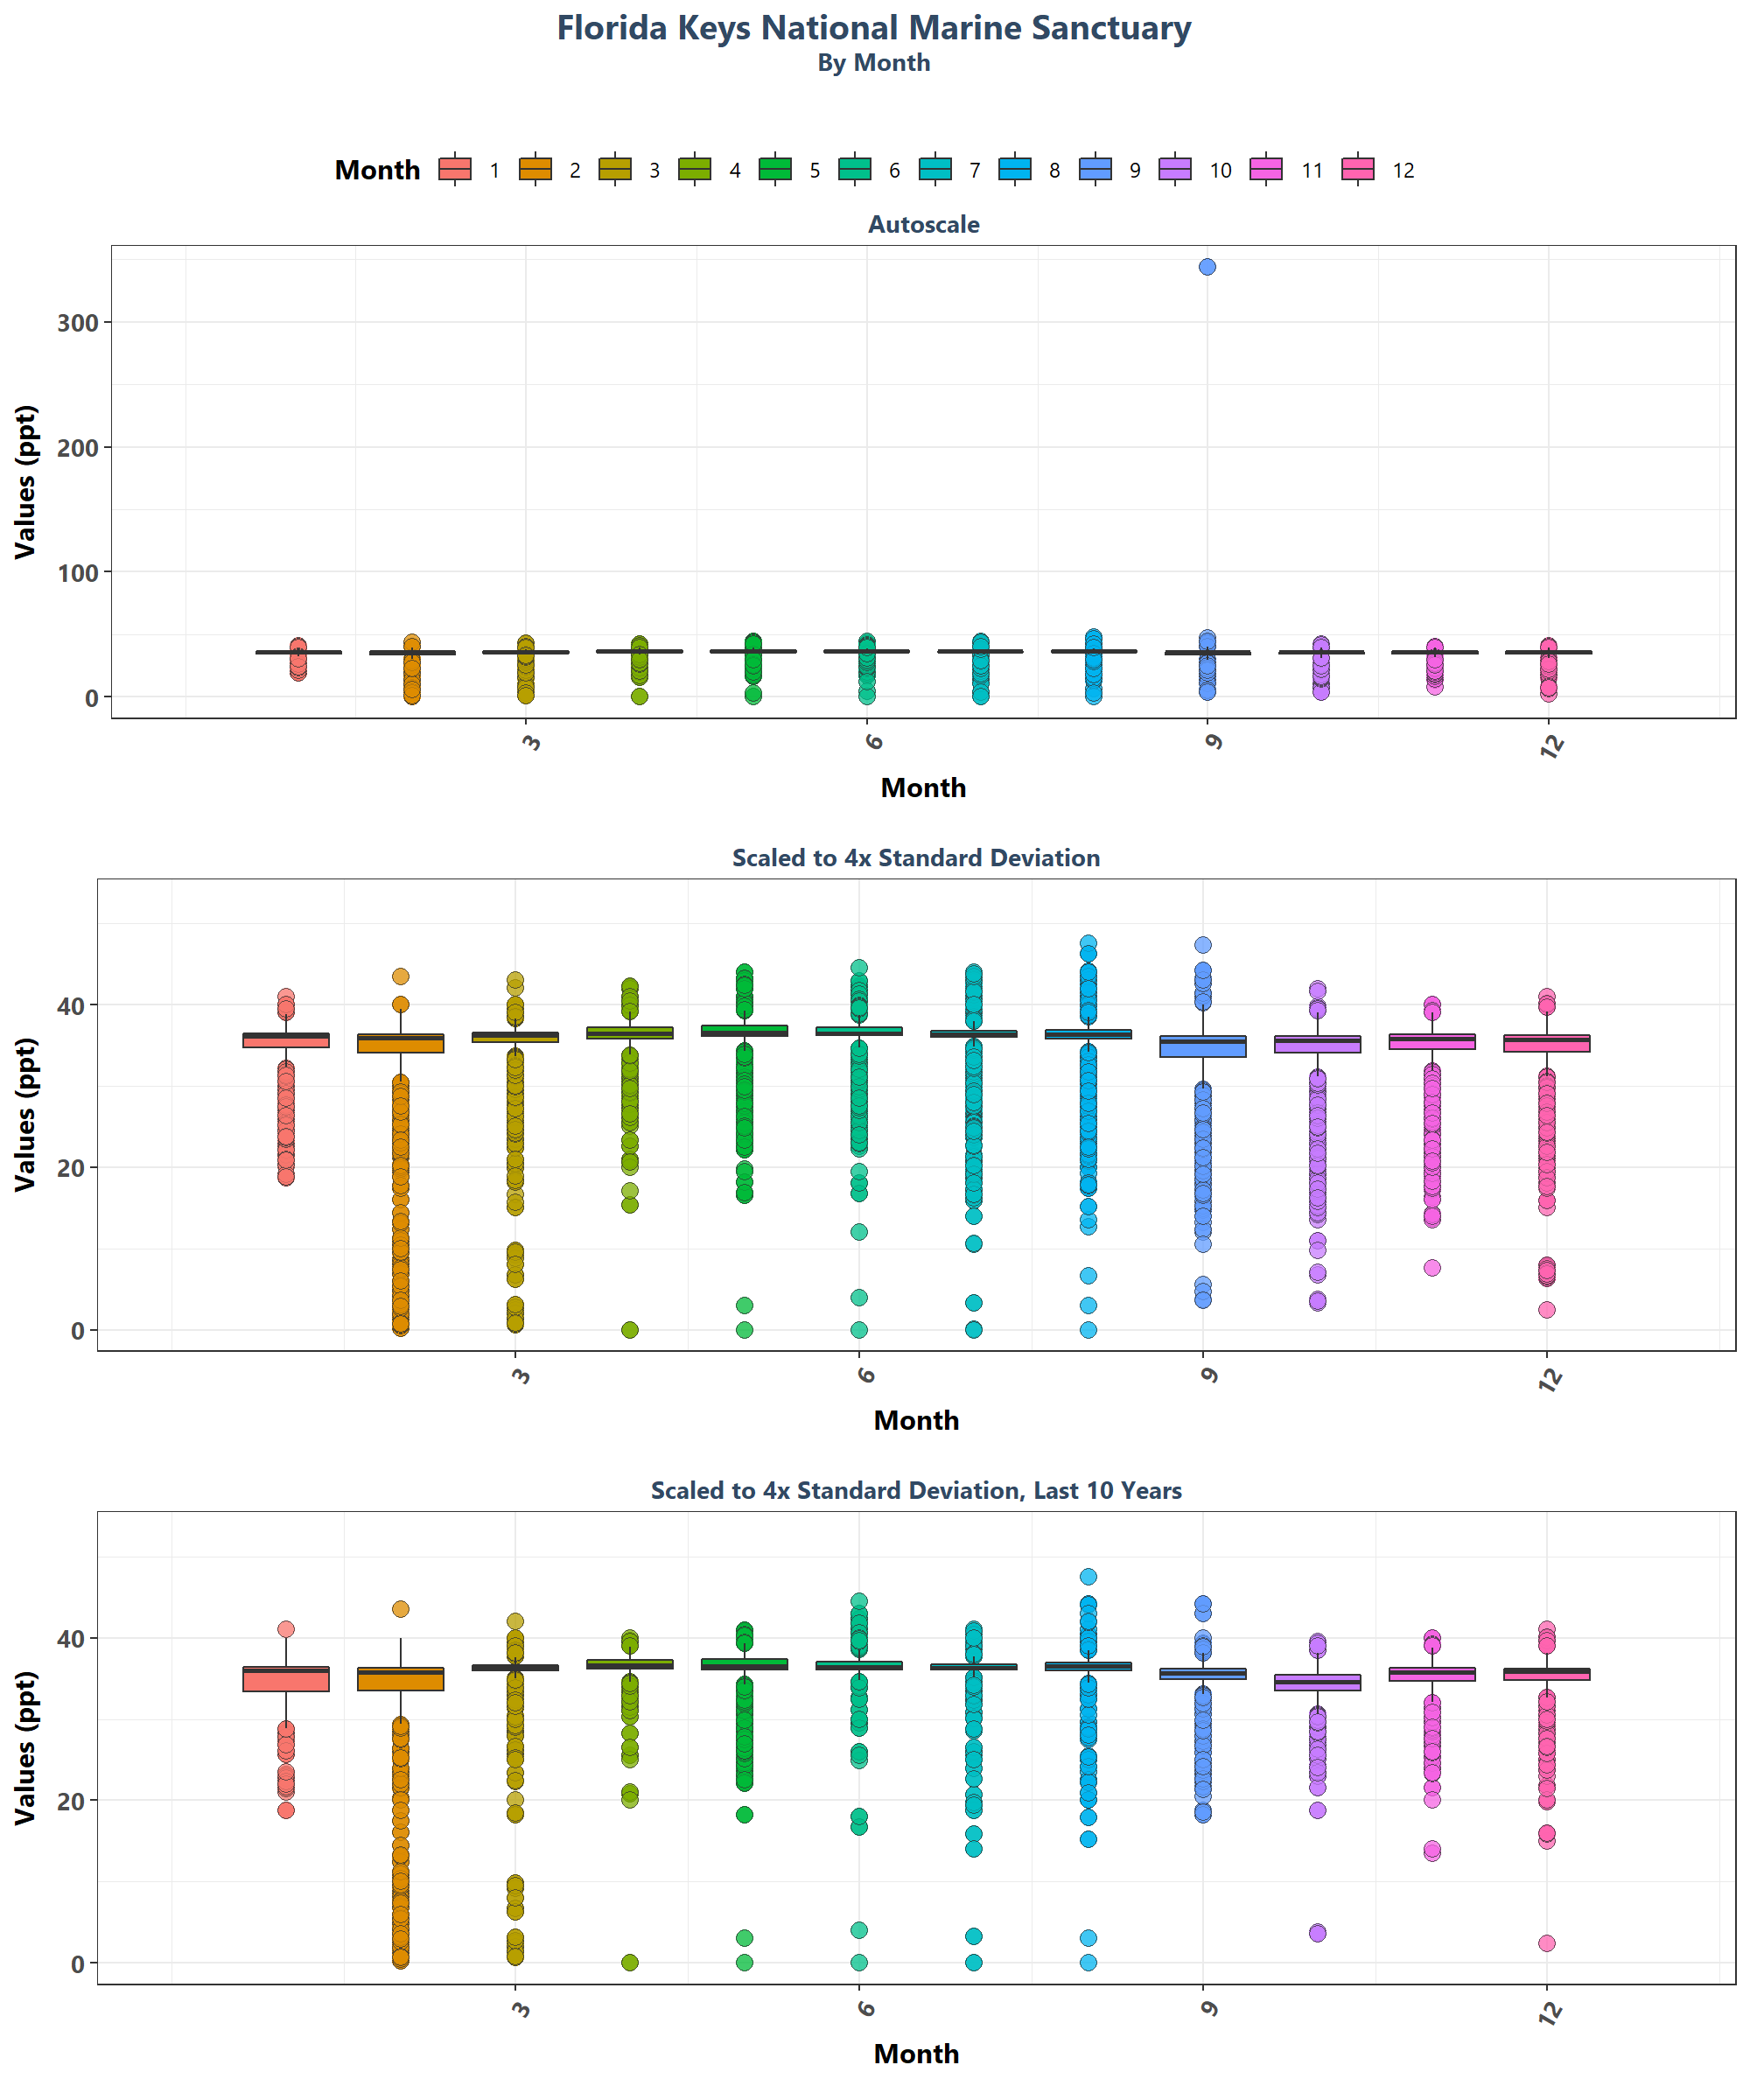 Florida Keys National Marine Sanctuary
By Month
Month 1 2 3 4 5 6 7 8 9 10 11 12
Autoscale
Values (ppt)
300
200
100
0
3 6 9 12
Month
Scaled to 4x Standard Deviation
Values (ppt)
40
20
0
3 6 9 12
Month
Scaled to 4x Standard Deviation, Last 10 Years
Values (ppt)
40
20
0
3 6 9 12
Month